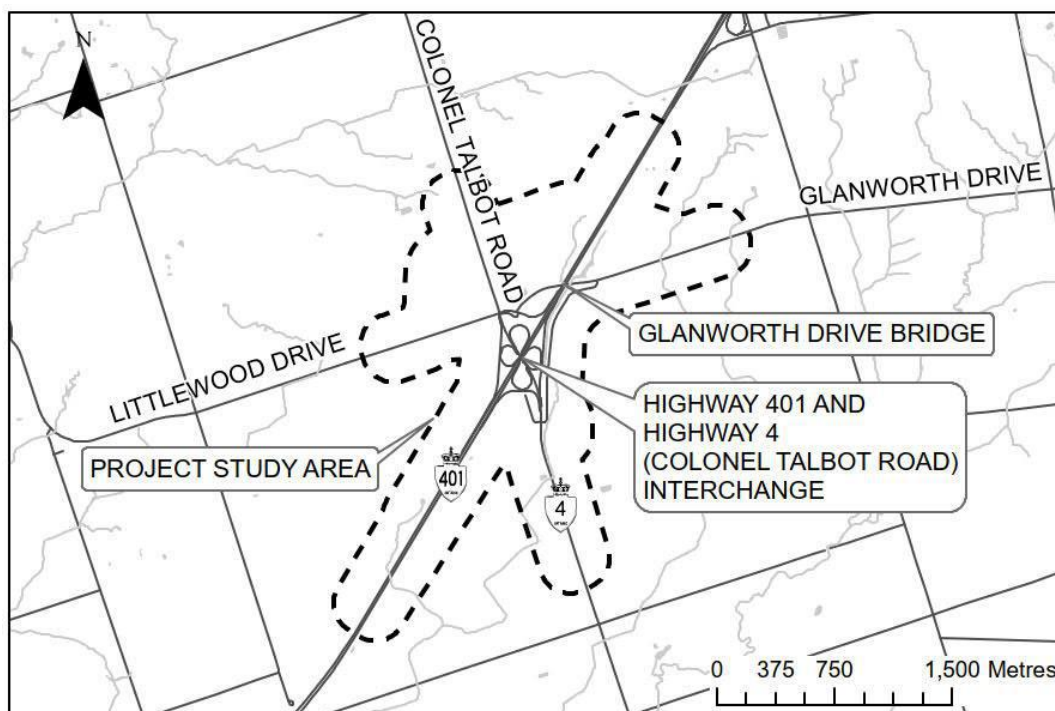 N
COLONEL TALBOT ROAD
GLANWORTH DRIVE
GLANWORTH DRIVE BRIDGE
LITTLEWOOD DRIVE
HIGHWAY 401 AND
HIGHWAY 4
(COLONEL TALBOT ROAD)
INTERCHANGE
PROJECT STUDY AREA
401
4
0 375 750 1,500 Metres